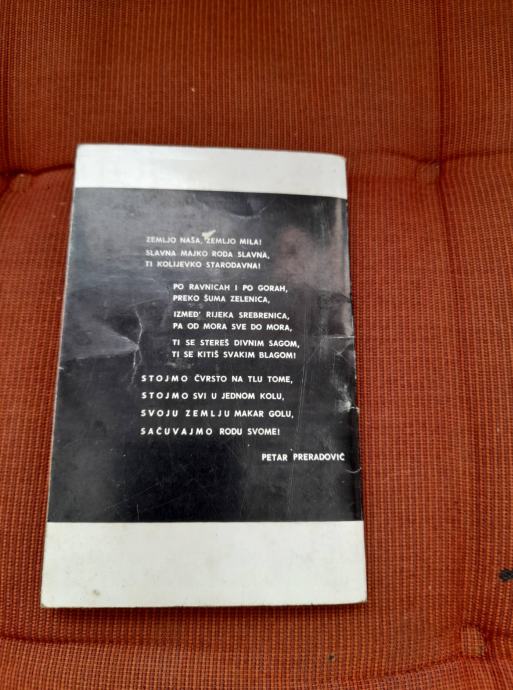 ZEMLJO NAŠA, ZEMLJO MILA!
SLAVNA MAJKO RODA SLAVNA,
TI KOLIJEVKO STARODAVNA!
PO RAVNICAH I PO GORAH,
PREKO ŠUMA ZELENICA,
IZMED' RIJEKA SREBRENICA,
PA OD MORA SVE DO MORA,
TI SE STEREŠ DIVNIM SAGOM,
TI SE KITIŠ SVAKIM BLAGOM!
STOJMO ČVRSTO NA TLU TOME,
STOJMO SVI U JEDNOM KOLU,
SVOJU ZEMLJU MAKAR GOLU,
SAČUVAJMO RODU SVOME!
PETAR PRERADOVIĆ